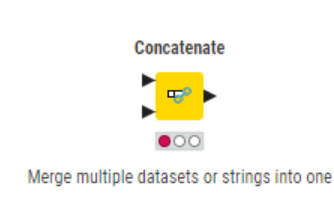 Concatenate
Merge multiple datasets or strings into one